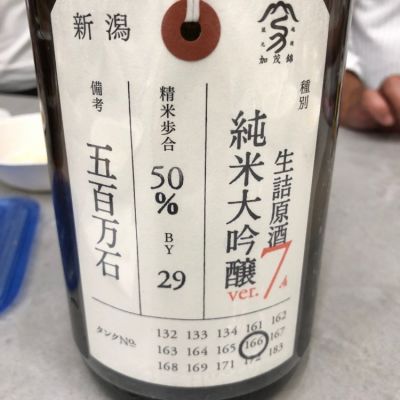 新潟
加茂錦
種別
生詰原酒
純米大吟醸
ver.7
精米歩合
50%
BY
29
備考
五百万石
タンクNo.
132 133 134 161 162
163 164 165 166 167
168 169 171 172 183